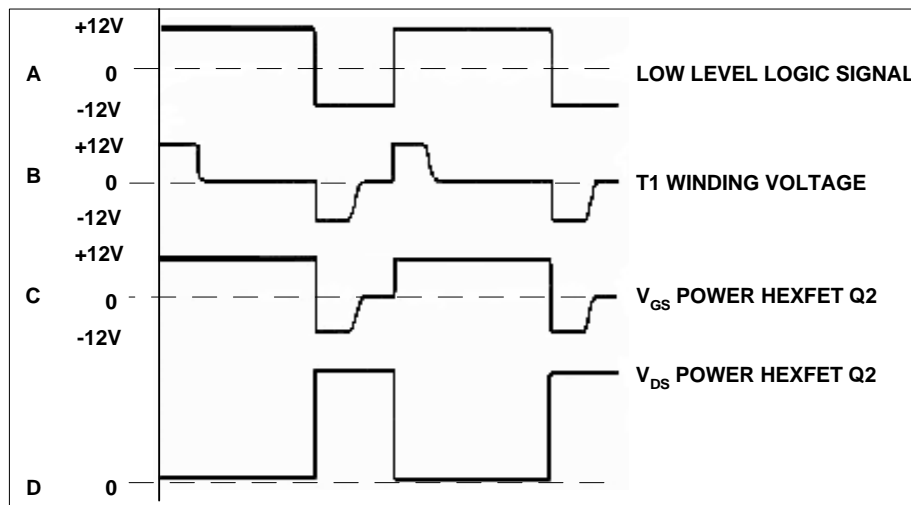 +12V
A 0 LOW LEVEL LOGIC SIGNAL
-12V
+12V
B 0 T1 WINDING VOLTAGE
-12V
+12V
C 0 VGS POWER HEXFET Q2
-12V
VDS POWER HEXFET Q2
D 0